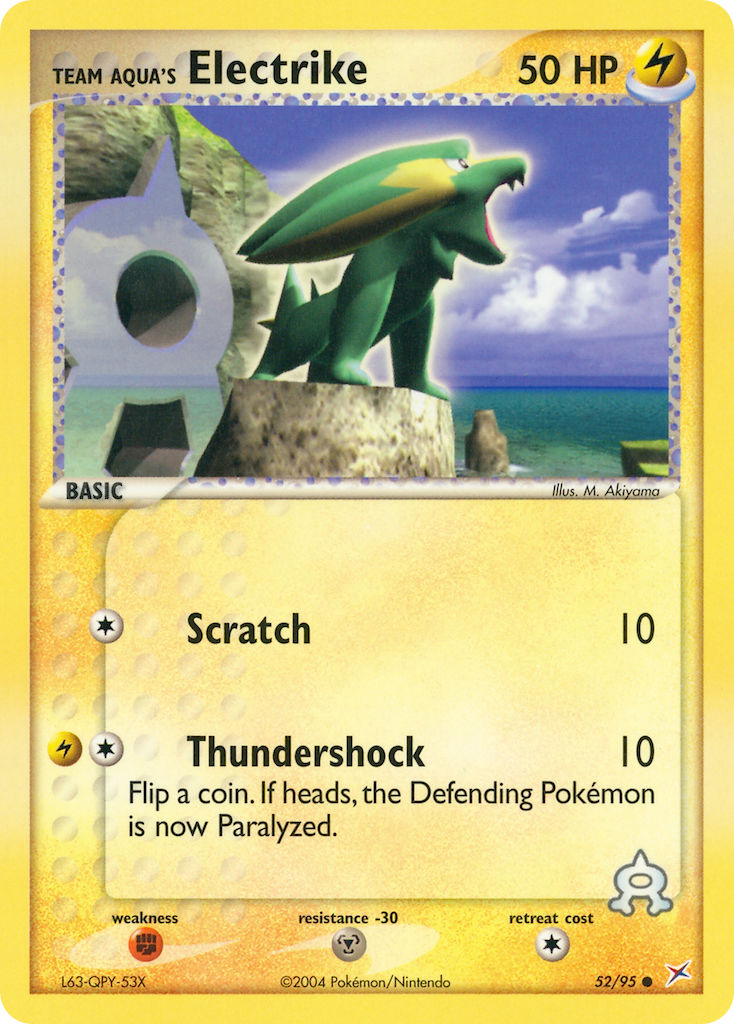 TEAM AQUA'S Electrike 50 HP
BASIC
Illus. M. Akiyama
Scratch 10
Thundershock 10
Flip a coin. If heads, the Defending Pokémon
is now Paralyzed.
weakness resistance -30 retreat cost
L63-QPY-53X ©2004 Pokémon/Nintendo 52/95